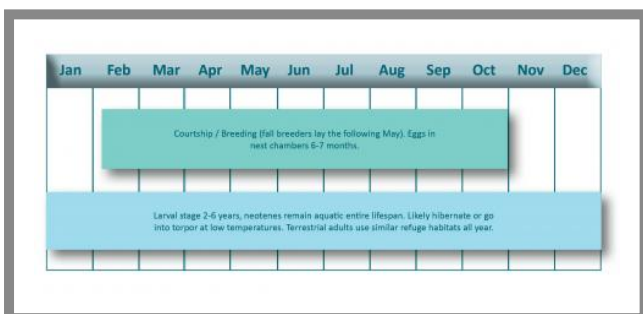 Jan Feb Mar Apr May Jun Jul Aug Sep Oct Nov Dec
Courtship / Breeding (fall breeders lay the following May). Eggs in
nest chambers 6-7 months.
Larval stage 2-6 years, neotenes remain aquatic entire lifespan. Likely hibernate or go
into torpor at low temperatures. Terrestrial adults use similar refuge habitats all year.